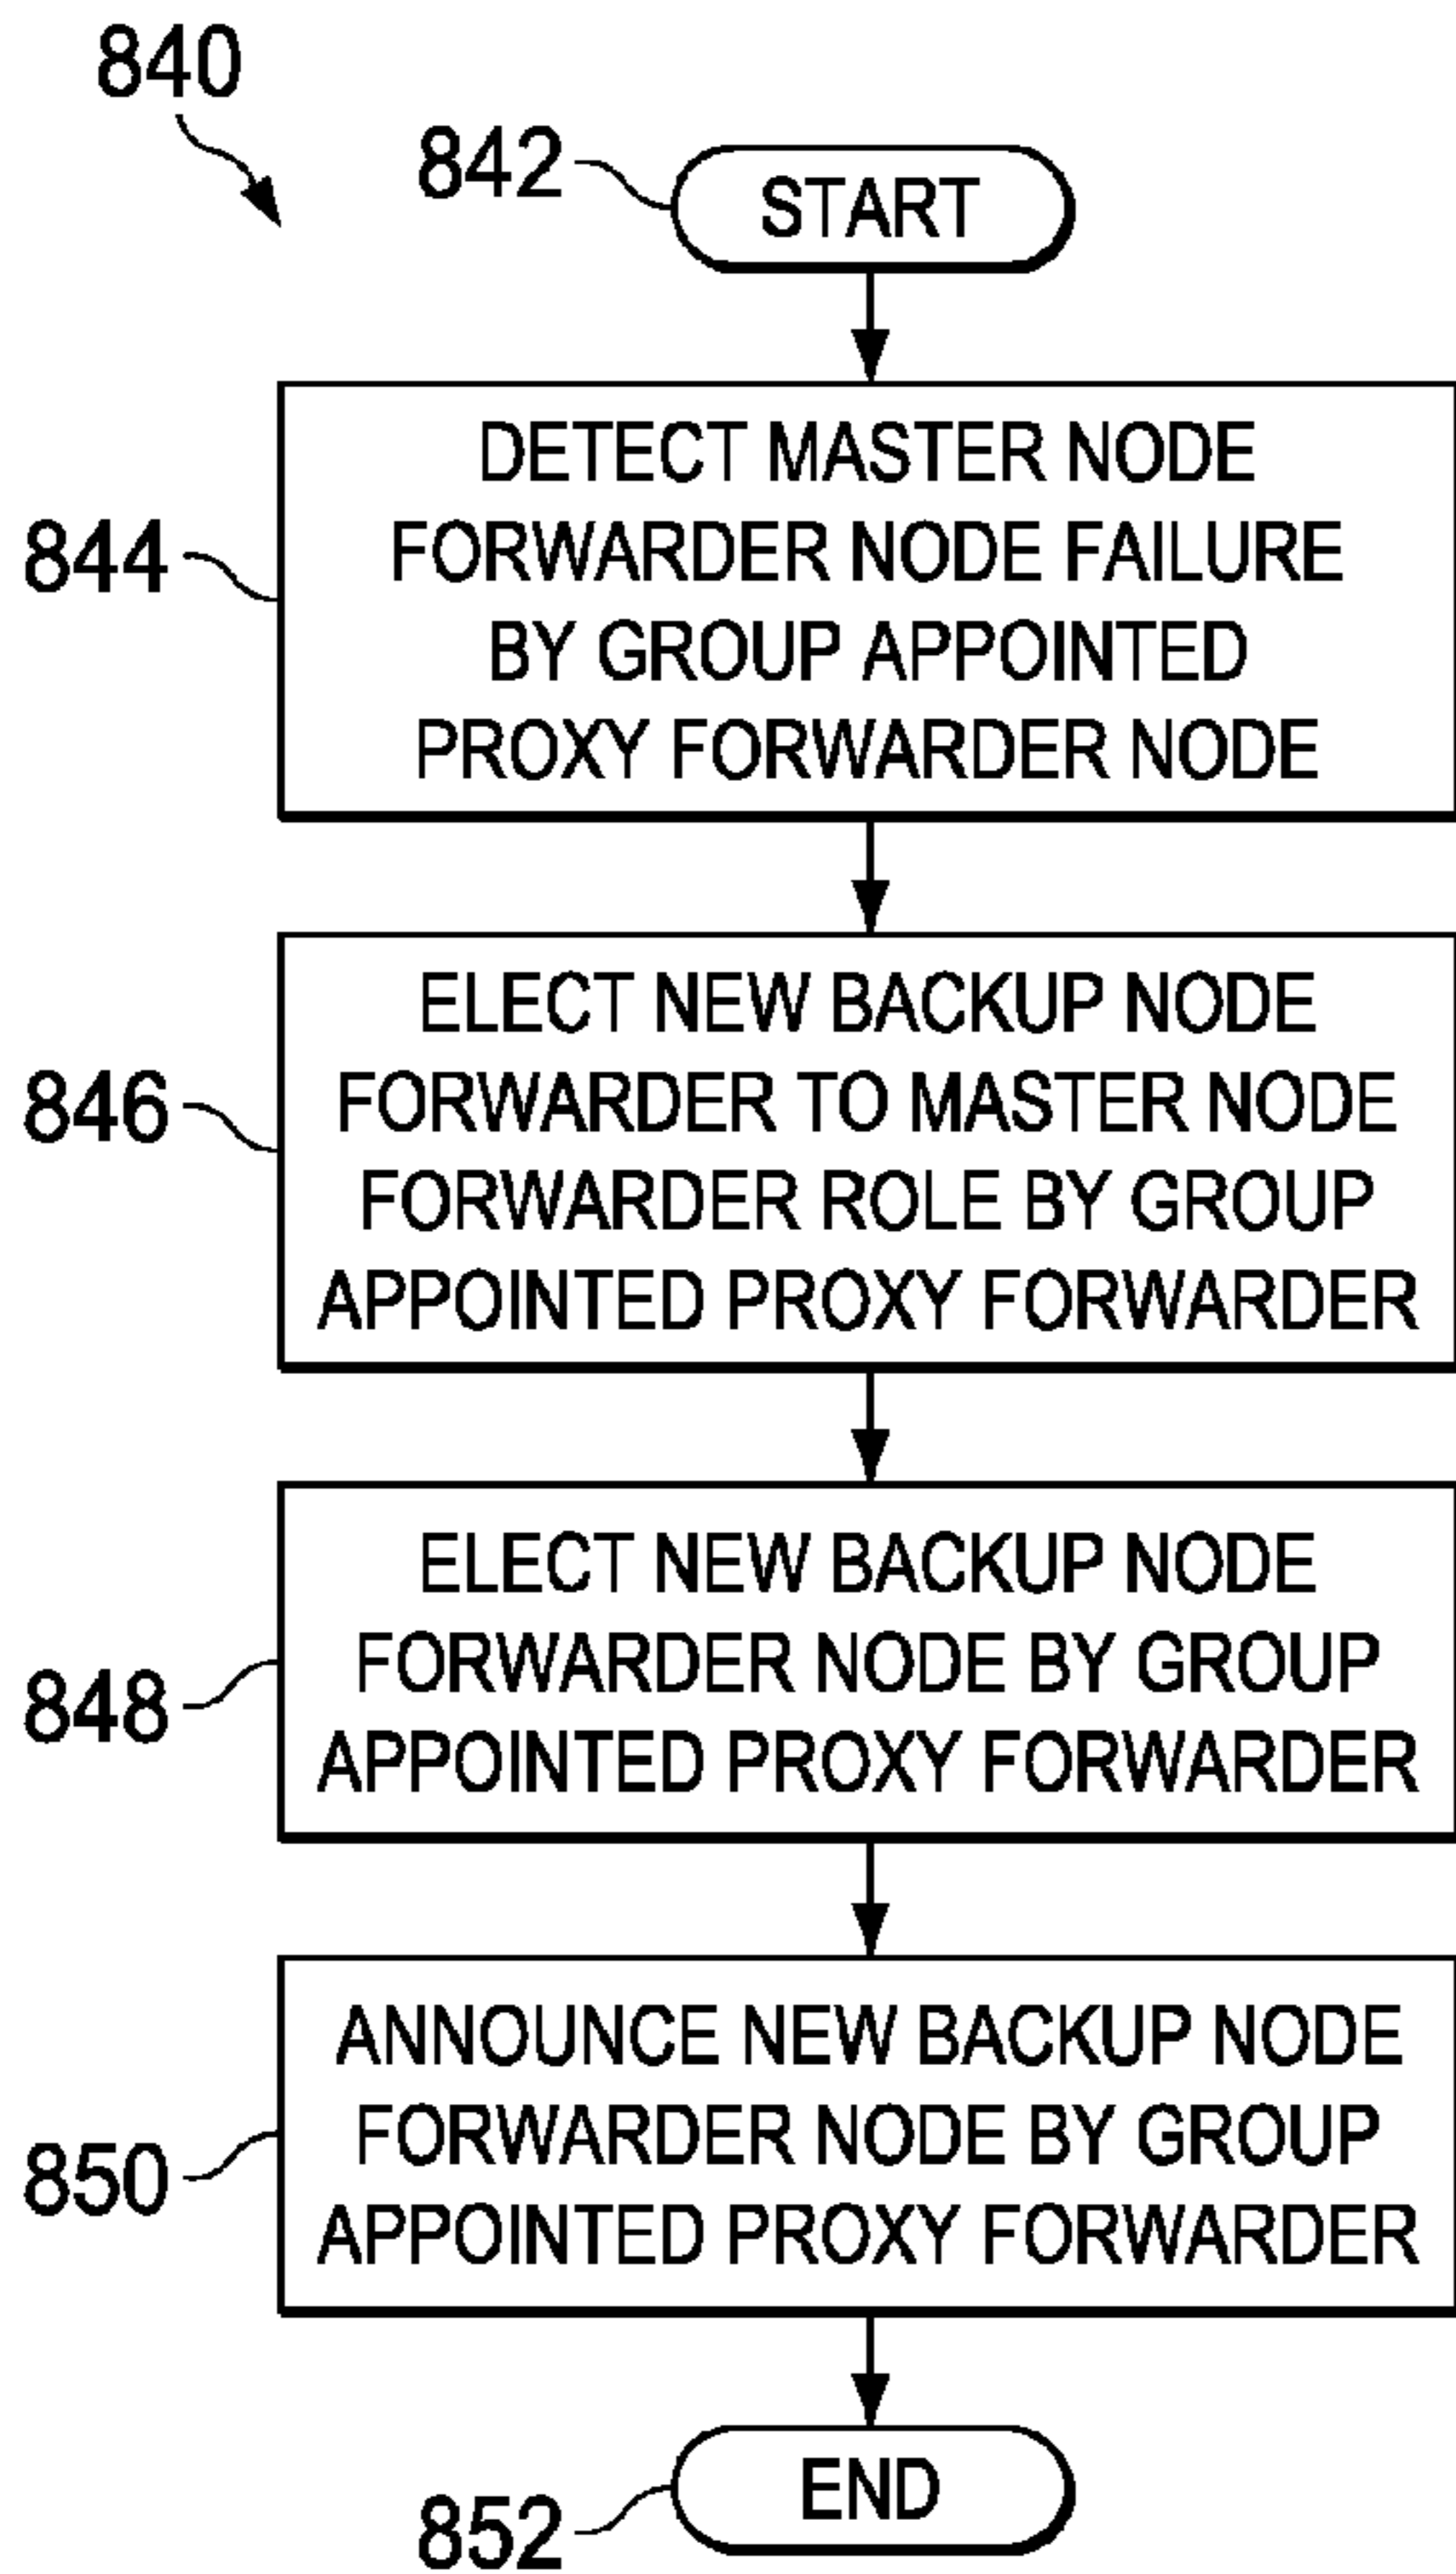 840
842
START
844
DETECT MASTER NODE
FORWARDER NODE FAILURE
BY GROUP APPOINTED
PROXY FORWARDER NODE
846
ELECT NEW BACKUP NODE
FORWARDER TO MASTER NODE
FORWARDER ROLE BY GROUP
APPOINTED PROXY FORWARDER
848
ELECT NEW BACKUP NODE
FORWARDER NODE BY GROUP
APPOINTED PROXY FORWARDER
850
ANNOUNCE NEW BACKUP NODE
FORWARDER NODE BY GROUP
APPOINTED PROXY FORWARDER
852
END